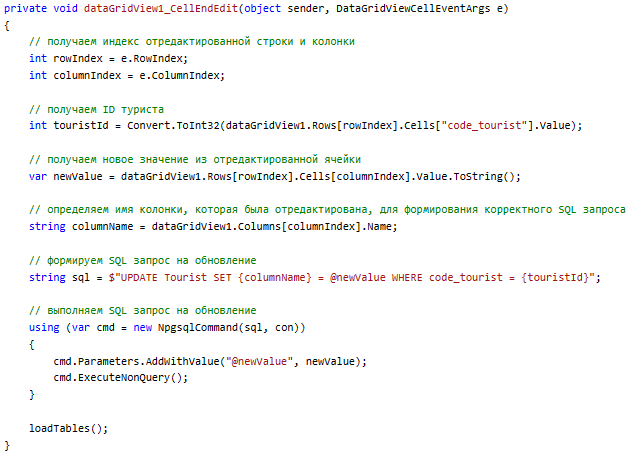 private void dataGridView1_CellEndEdit(object sender, DataGridViewCellEventArgs e)
{
    // получаем индекс отредактированной строки и колонки
    int rowIndex = e.RowIndex;
    int columnIndex = e.ColumnIndex;

    // получаем ID туриста
    int touristId = Convert.ToInt32(dataGridView1.Rows[rowIndex].Cells["code_tourist"].Value);

    // получаем новое значение из отредактированной ячейки
    var newValue = dataGridView1.Rows[rowIndex].Cells[columnIndex].Value.ToString();

    // определяем имя колонки, которая была отредактирована, для формирования корректного SQL запроса
    string columnName = dataGridView1.Columns[columnIndex].Name;

    // формируем SQL запрос на обновление
    string sql = $"UPDATE Tourist SET {columnName} = @newValue WHERE code_tourist = {touristId}";

    // выполняем SQL запрос на обновление
    using (var cmd = new NpgsqlCommand(sql, con))
    {
        cmd.Parameters.AddWithValue("@newValue", newValue);
        cmd.ExecuteNonQuery();
    }

    loadTables();
}